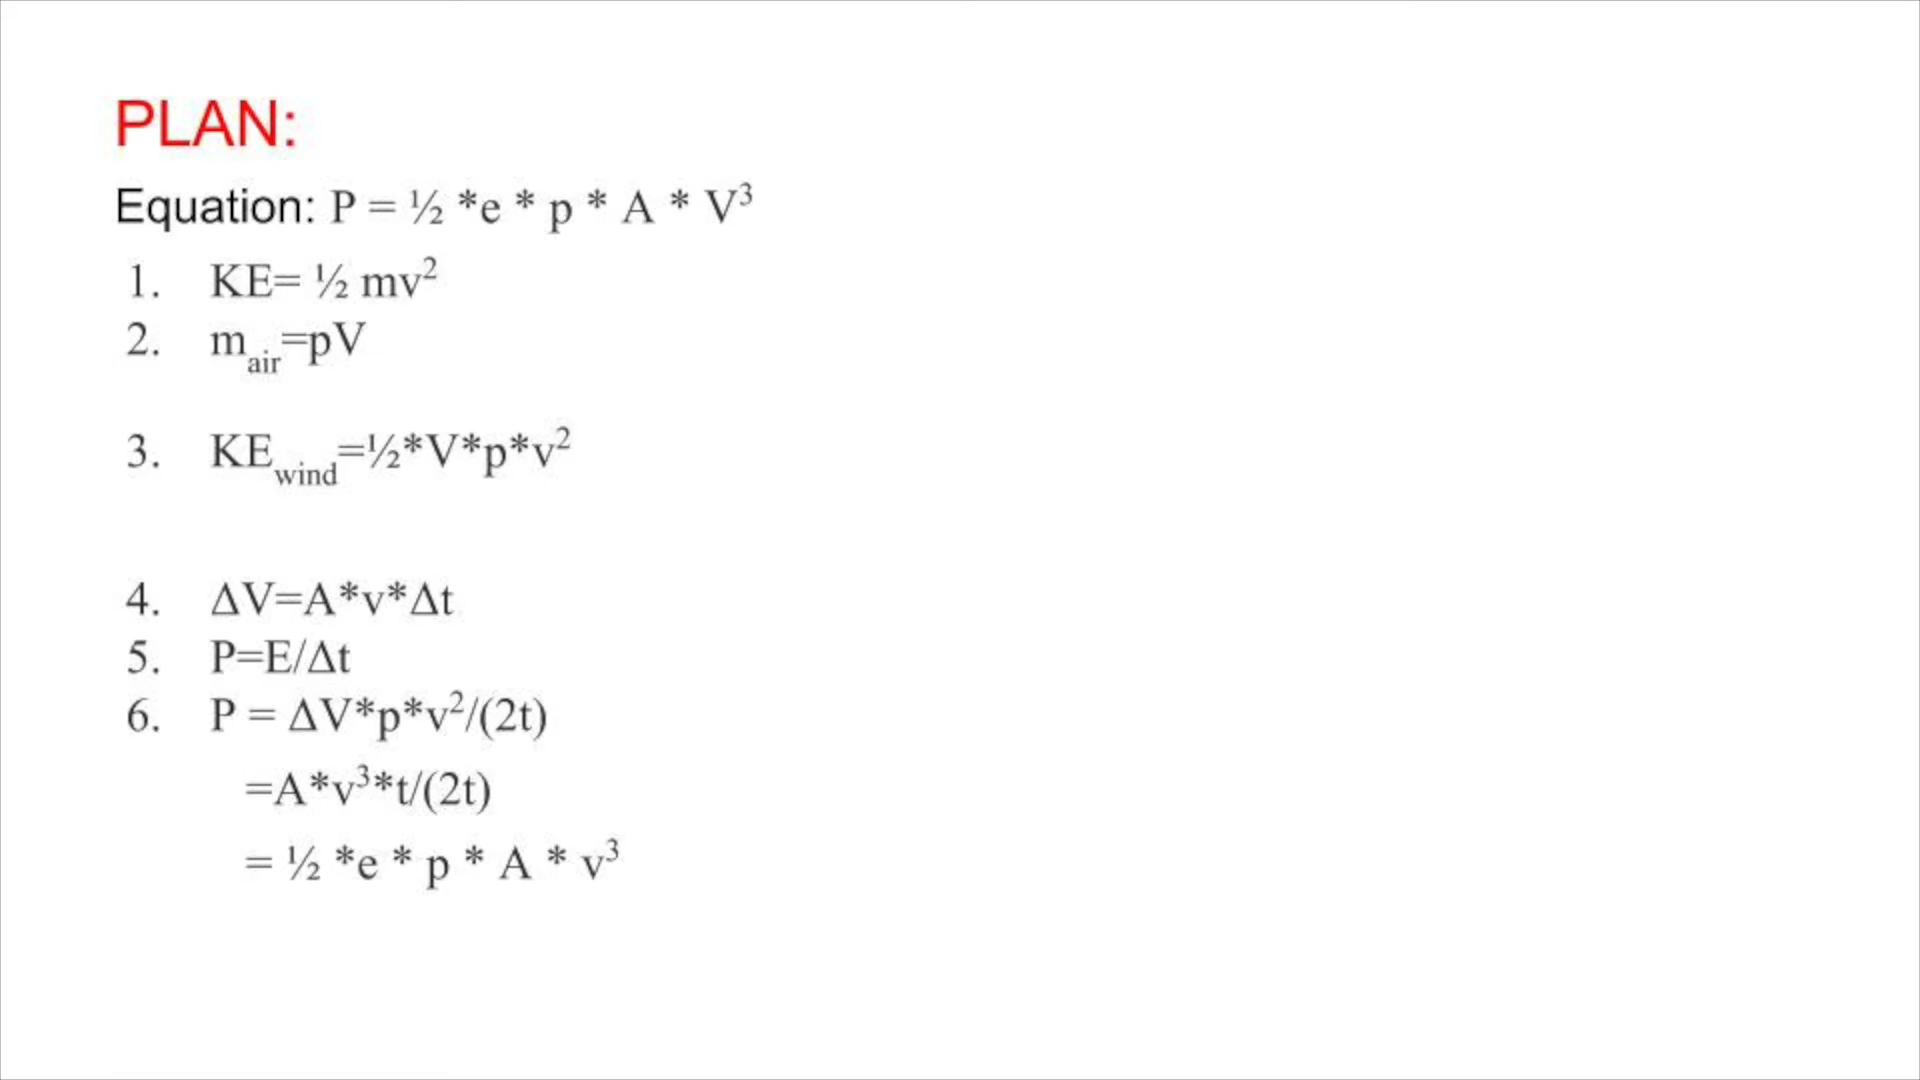 PLAN:
Equation: P = ½ *e * p * A * V³
1. KE= ½ mv²
2. m_air=pV
3. KE_wind=½*V*p*v²
4. ΔV=A*v*Δt
5. P=E/Δt
6. P = ΔV*p*v²/(2t)
=A*v³*t/(2t)
= ½ *e * p * A * v³